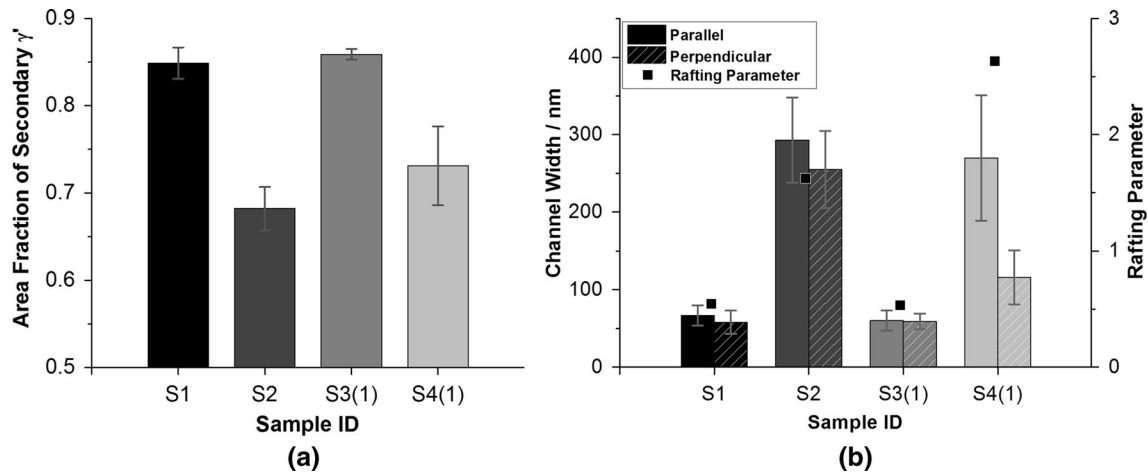 0.9
0.8
0.7
0.6
0.5
Area Fraction of Secondary γ'
S1 S2 S3(1) S4(1)
Sample ID
(a)
Parallel
Perpendicular
Rafting Parameter
400
300
200
100
0
Channel Width / nm
3
2
1
0
Rafting Parameter
S1 S2 S3(1) S4(1)
Sample ID
(b)